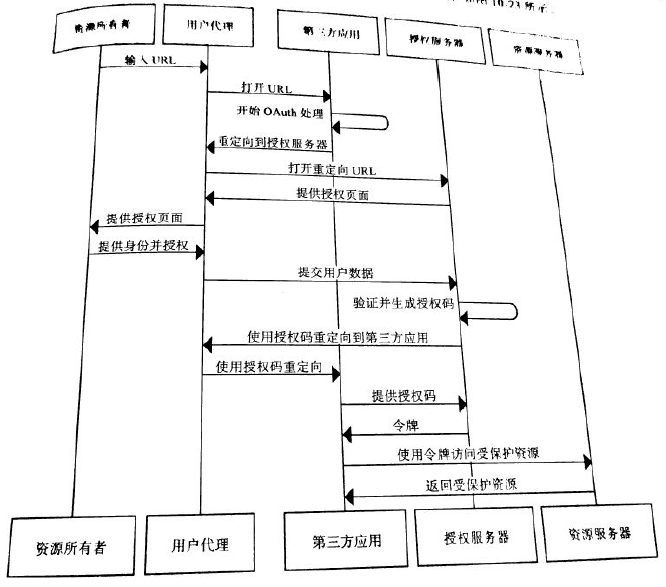 10.23 所示
资源所有者
用户代理
第三方应用
授权服务器
资源服务器
输入 URL
打开 URL
开始 OAuth 处理
重定向到授权服务器
打开重定向 URL
提供授权页面
提供授权页面
提供身份并授权
提交用户数据
验证并生成授权码
使用授权码重定向到第三方应用
使用授权码重定向
提供授权码
令牌
使用令牌访问受保护资源
返回受保护资源
资源所有者
用户代理
第三方应用
授权服务器
资源服务器